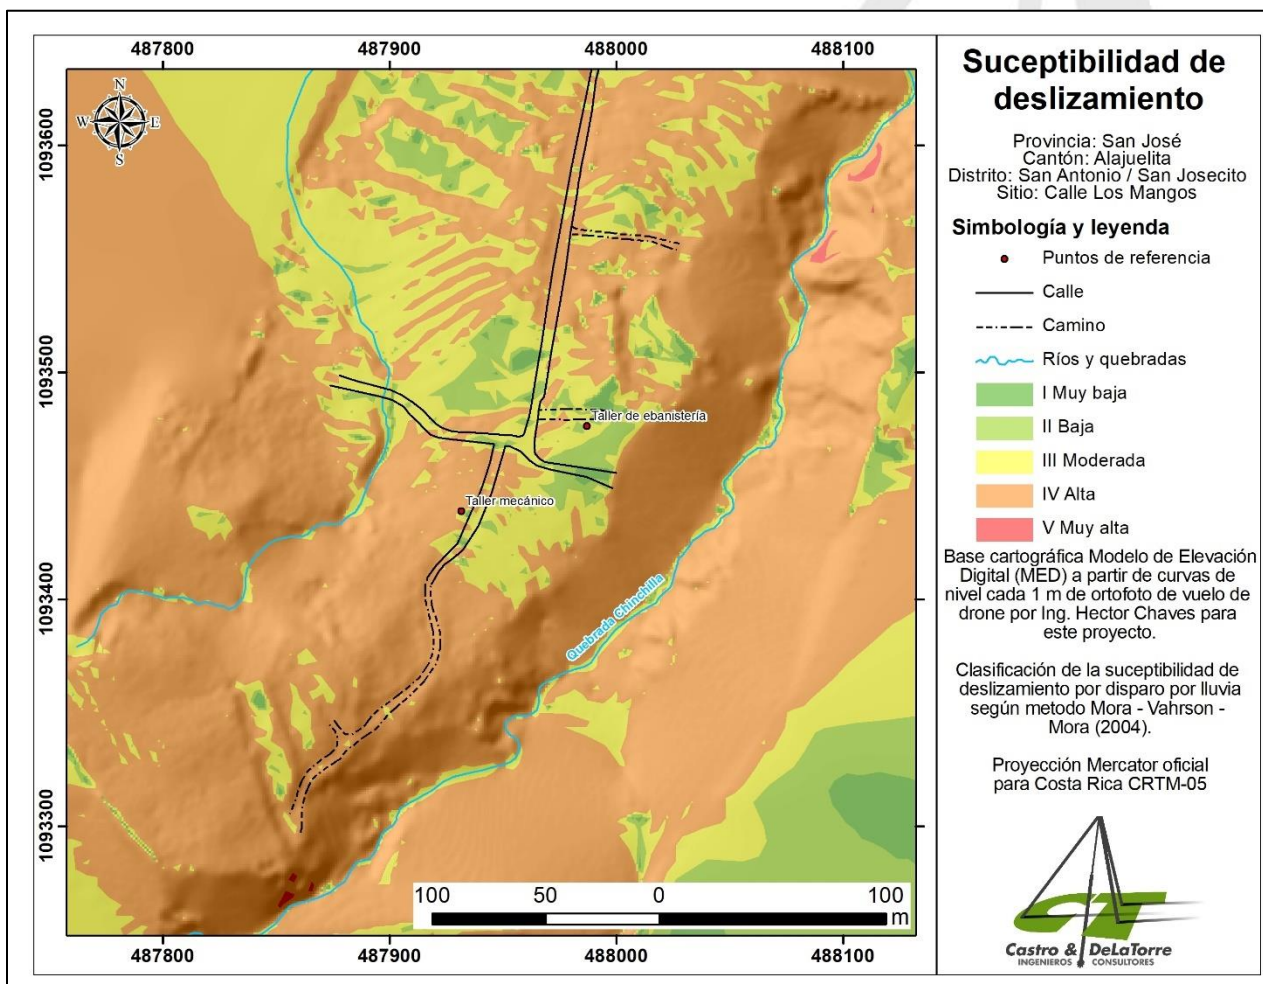 487800 487900 488000 488100
1093600
1093500
1093400
1093300
N
W E
S
Taller de ebanistería
Taller mecánico
Quebrada Chinchilla
100 50 0 100
m
487800 487900 488000 488100
Suceptibilidad de
deslizamiento
Provincia: San José
Cantón: Alajuelita
Distrito: San Antonio / San Josecito
Sitio: Calle Los Mangos
Simbología y leyenda
Puntos de referencia
Calle
Camino
Ríos y quebradas
I Muy baja
II Baja
III Moderada
IV Alta
V Muy alta
Base cartográfica Modelo de Elevación
Digital (MED) a partir de curvas de
nivel cada 1 m de ortofoto de vuelo de
drone por Ing. Hector Chaves para
este proyecto.
Clasificación de la suceptibilidad de
deslizamiento por disparo por lluvia
según metodo Mora - Vahrson -
Mora (2004).
Proyección Mercator oficial
para Costa Rica CRTM-05
Castro & DeLaTorre
INGENIEROS CONSULTORES